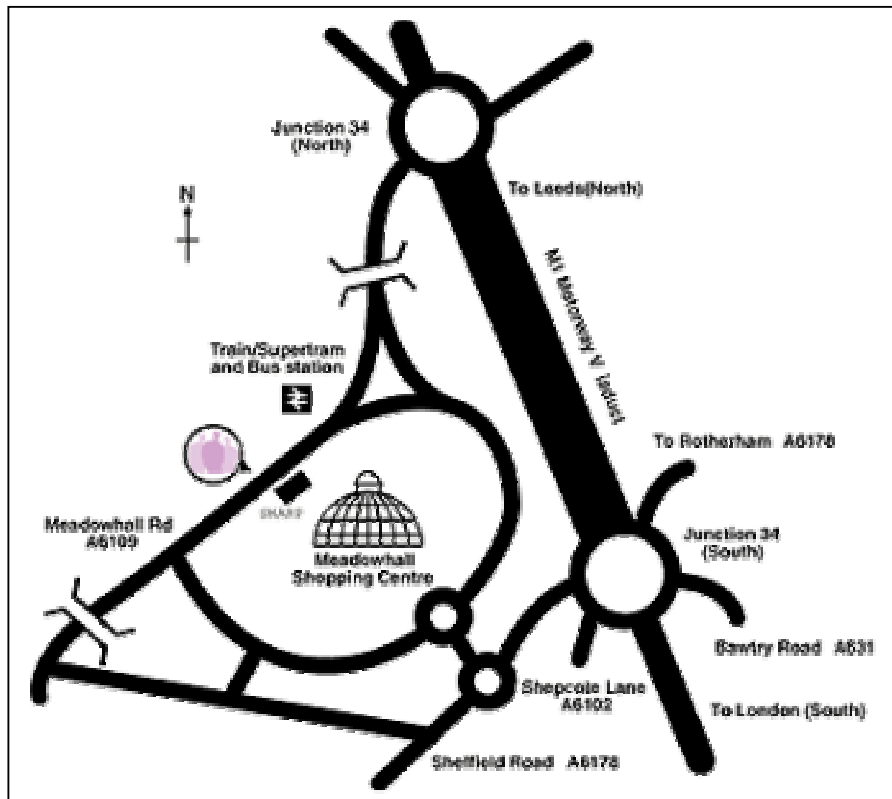 Junction 34
(North)
N
To Leeds(North)
M1 Motorway Viaduct
Train/Supertram
and Bus station
To Rotherham A6178
SHARP
Meadowhall Rd
A6109
Junction 34
(South)
Meadowhall
Shopping Centre
Bawtry Road A631
Shepcote Lane
A6102
To London (South)
Sheffield Road A6178